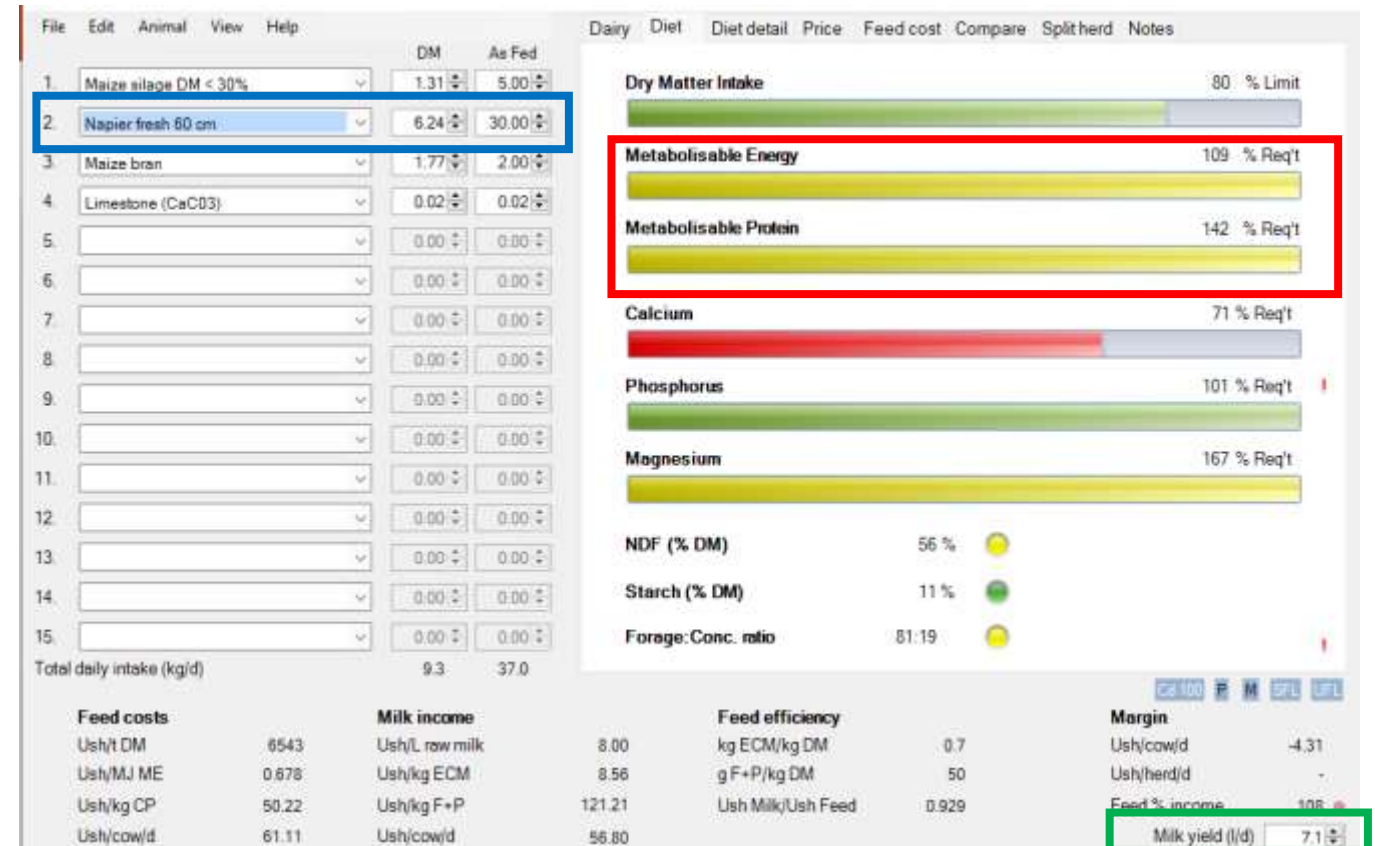 File Edit Animal View Help
DM As Fed
1. Maize silage DM < 30% 1.31 5.00
2. Napier fresh 60 cm 6.24 30.00
3. Maize bran 1.77 2.00
4. Limestone (CaC03) 0.02 0.02
5. 0.00 0.00
6. 0.00 0.00
7. 0.00 0.00
8. 0.00 0.00
9. 0.00 0.00
10. 0.00 0.00
11. 0.00 0.00
12. 0.00 0.00
13. 0.00 0.00
14. 0.00 0.00
15. 0.00 0.00
Total daily intake (kg/d) 9.3 37.0
Dairy Diet Diet detail Price Feed cost Compare Split herd Notes
Dry Matter Intake 80 % Limit
Metabolisable Energy 109 % Req't
Metabolisable Protein 142 % Req't
Calcium 71 % Req't
Phosphorus 101 % Req't !
Magnesium 167 % Req't
NDF (% DM) 56 %
Starch (% DM) 11 %
Forage:Conc. ratio 81:19 !
P M
Feed costs Milk income Feed efficiency Margin
Ush/t DM 6543 Ush/L raw milk 8.00 kg ECM/kg DM 0.7 Ush/cow/d -4.31
Ush/MJ ME 0.678 Ush/kg ECM 8.56 g F+P/kg DM 50 Ush/herd/d -
Ush/kg CP 50.22 Ush/kg F+P 121.21 Ush Milk/Ush Feed 0.929 Feed % income 108
Ush/cow/d 61.11 Ush/cow/d 56.80 Milk yield (l/d) 7.1